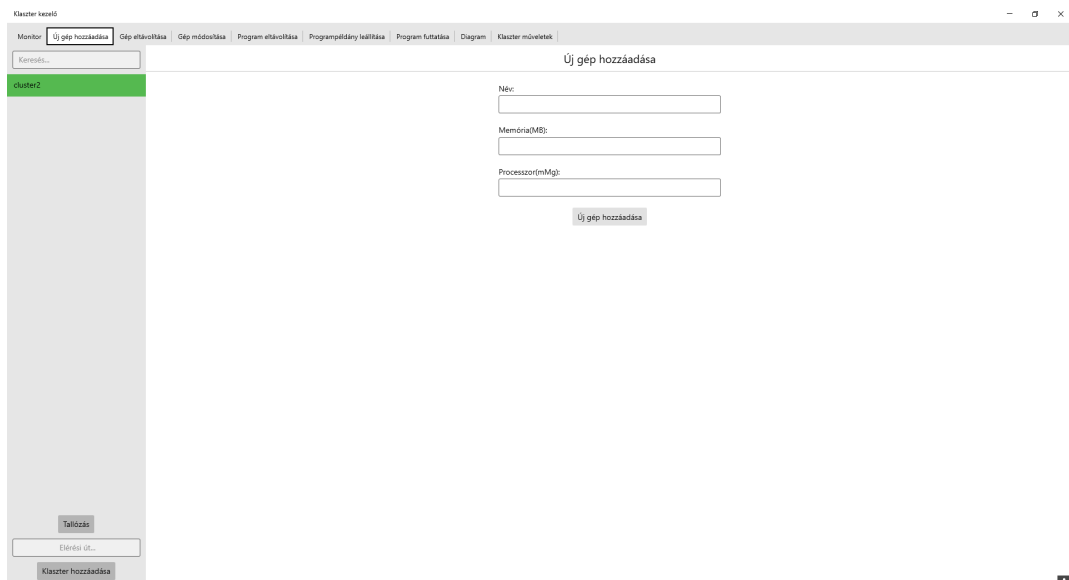 Klaszter kezelő
Monitor Új gép hozzáadása Gép eltávolítása Gép módosítása Program eltávolítása Programpéldány leállítása Program futtatása Diagram Klaszter műveletek
Keresés...
Új gép hozzáadása
cluster2
Név:
Memória(MB):
Processzor(mMg):
Új gép hozzáadása
Tallózás
Elérési út...
Klaszter hozzáadása